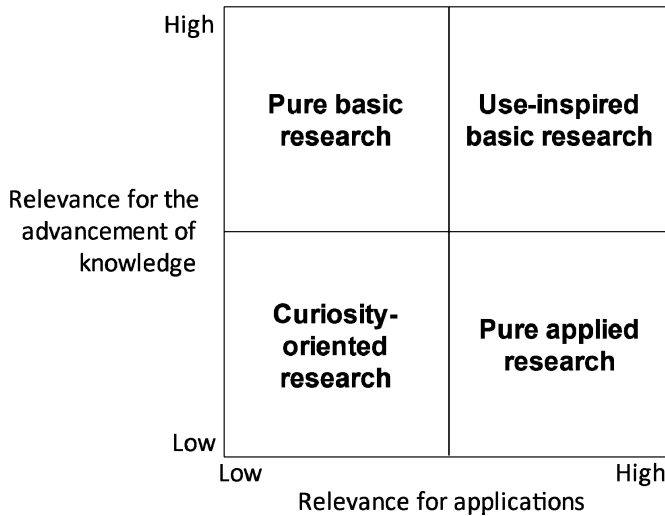 High
Pure basic
research
Use-inspired
basic research
Relevance for the
advancement of
knowledge
Curiosity-
oriented
research
Pure applied
research
Low
Low
High
Relevance for applications